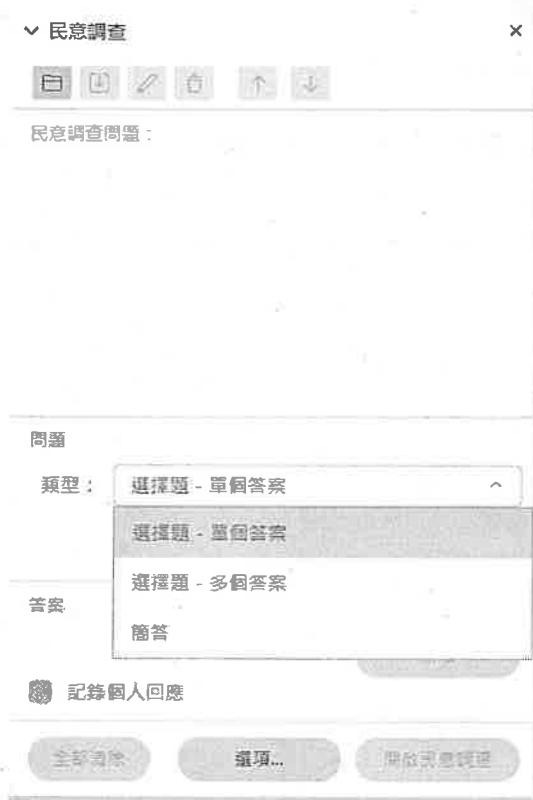 民意調查
民意調查問題：
問題
類型：
選擇題 - 單個答案
選擇題 - 單個答案
選擇題 - 多個答案
簡答
答案
記錄個人回應
全部清除
選項...
開啟民意調查